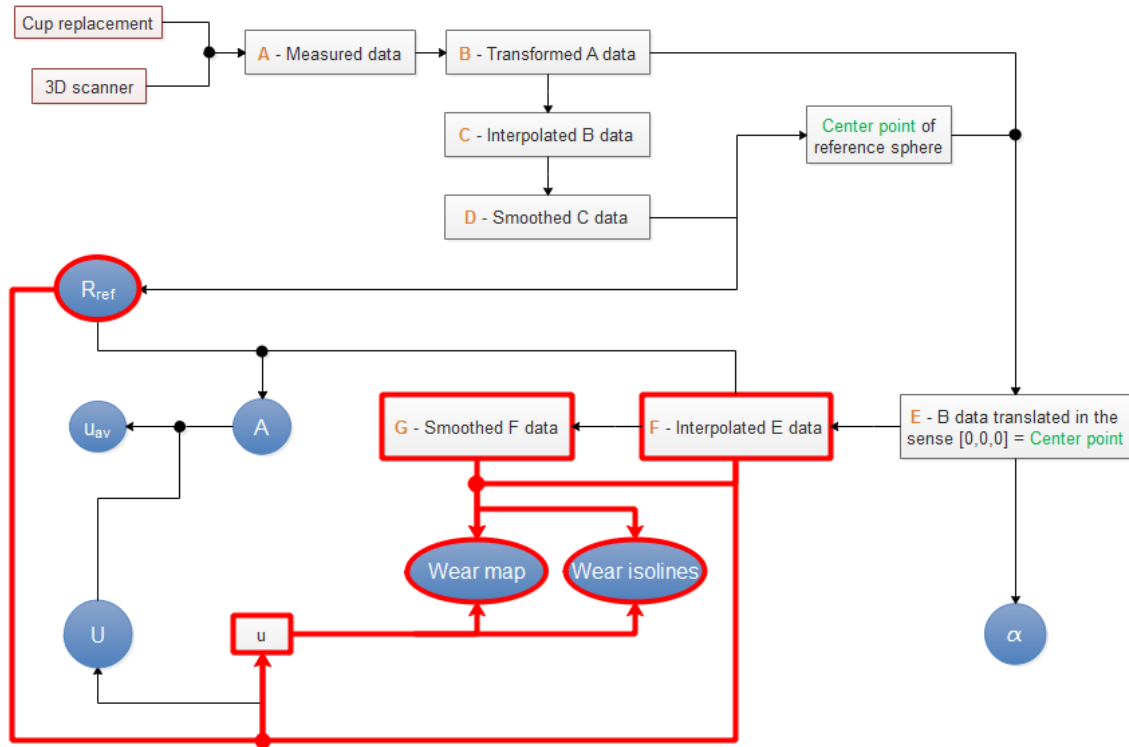 Cup replacement
A - Measured data
B - Transformed A data
3D scanner
C - Interpolated B data
Center point of
reference sphere
D - Smoothed C data
Rref
uav
A
G - Smoothed F data
F - Interpolated E data
E - B data translated in the
sense [0,0,0] = Center point
Wear map
Wear isolines
U
u
α